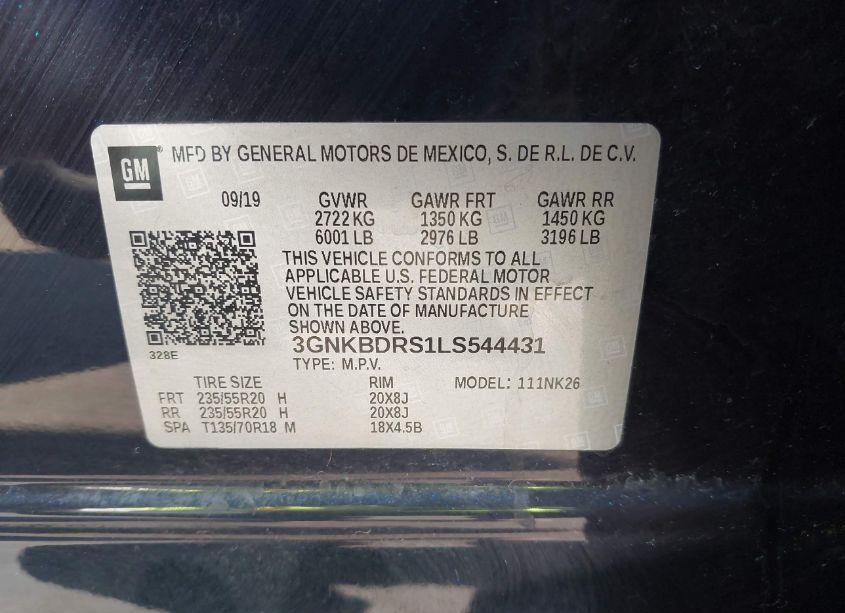 GM ® MFD BY GENERAL MOTORS DE MEXICO, S. DE R.L. DE C.V.
09/19 GVWR GAWR FRT GAWR RR
2722 KG 1350 KG 1450 KG
6001 LB 2976 LB 3196 LB
THIS VEHICLE CONFORMS TO ALL
APPLICABLE U.S. FEDERAL MOTOR
VEHICLE SAFETY STANDARDS IN EFFECT
ON THE DATE OF MANUFACTURE
SHOWN ABOVE.
3GNKBDRS1LS544431
328E
TYPE: M.P.V.
TIRE SIZE RIM MODEL: 111NK26
FRT 235/55R20 H 20X8J
RR 235/55R20 H 20X8J
SPA T135/70R18 M 18X4.5B